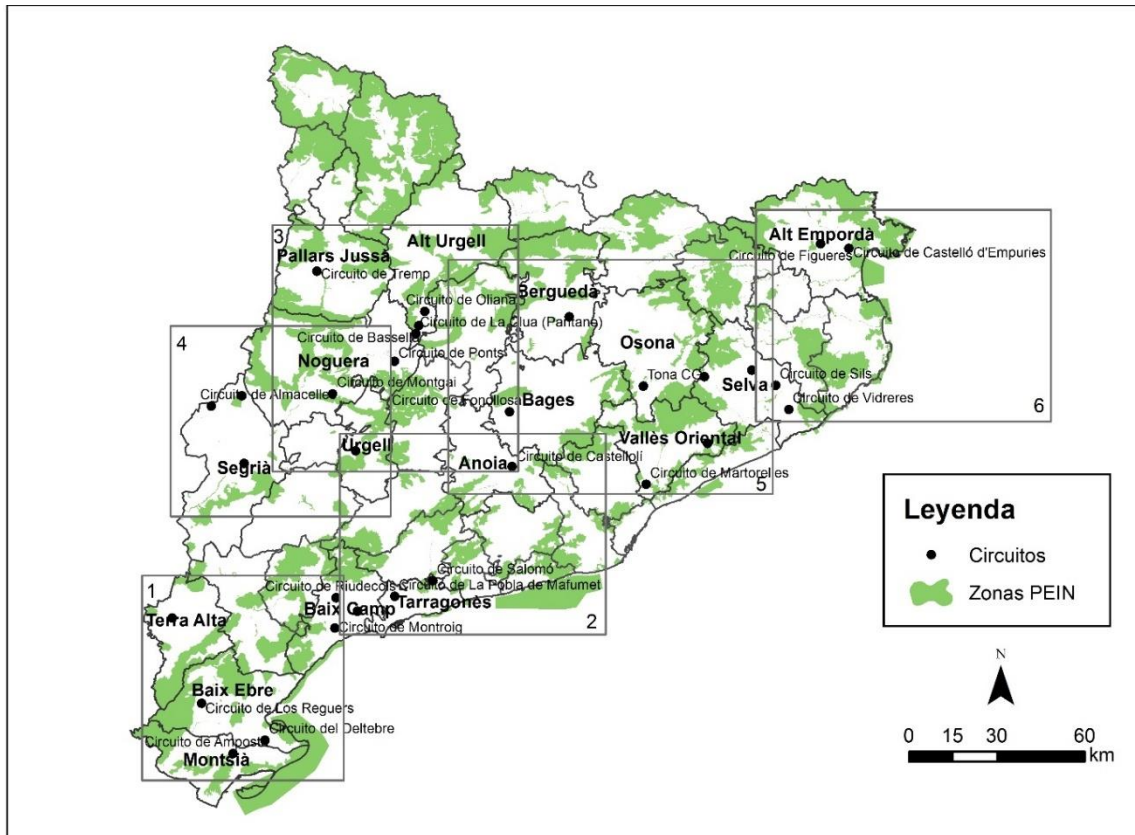 3
Pallars Jussà
Circuito de Tremp
Alt Urgell
Alt Empordà
Circuito de Figueres
Circuito de Castelló d'Empuries
Berguedà
Circuito de Oliana
Circuito de La Clua (Pantano)
Circuito de Bassella
4
Noguera
Circuito de Ponts
Osona
Circuito de Montgai
Tona CC
Circuito de Sils
Selva
Circuito de Almacelles
Circuito de Fonollosa
Bages
Circuito de Vidreres
6
Urgell
Vallès Oriental
Segrià
Anoia
Circuito de Castellolí
Circuito de Martorelles
5
Leyenda
Circuitos
Zonas PEIN
1
Circuito de Salomó
Circuito de Riudecols
Circuito de La Pobla de Mafumet
Terra Alta
Baix Camp
Tarragonès
Circuito de Montroig
2
Baix Ebre
Circuito de Los Reguers
Circuito del Deltebre
Circuito de Amposta
Montsià
N
0 15 30 60
km